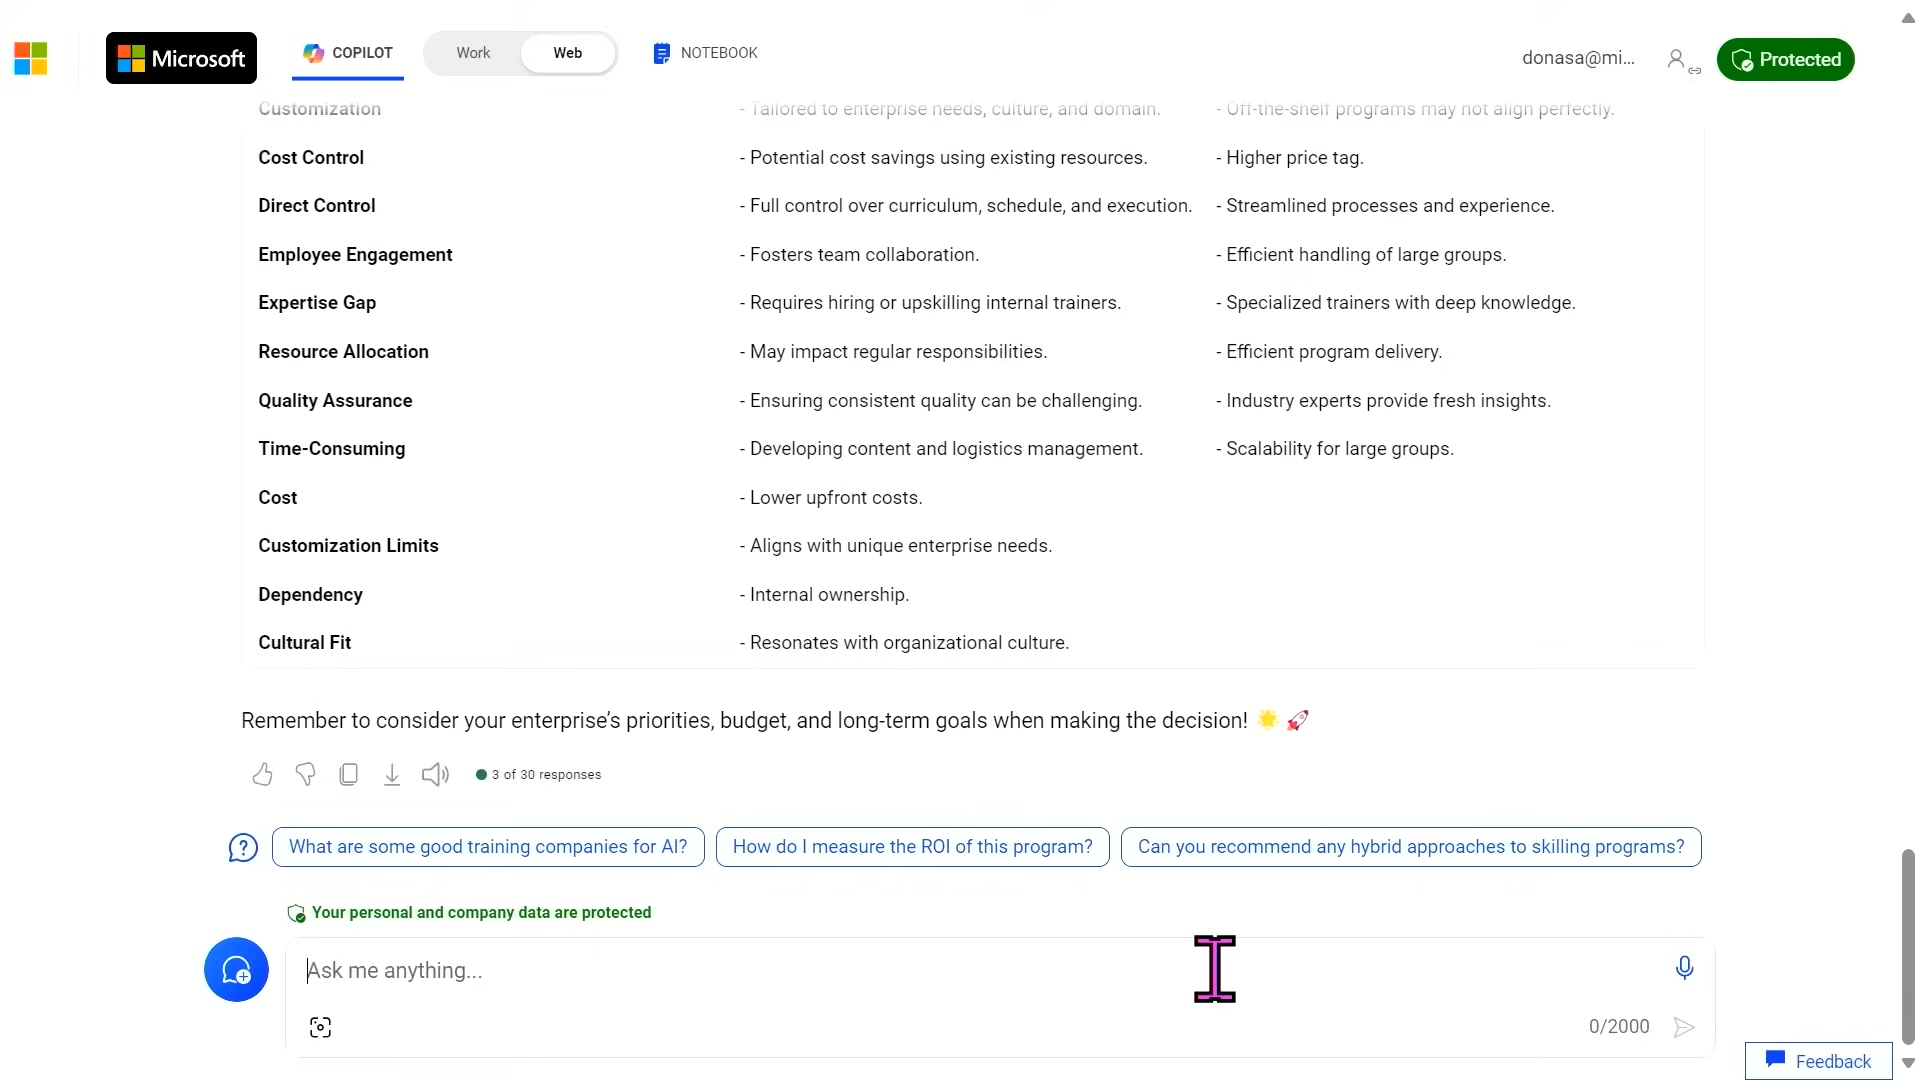 Microsoft
COPILOT
Work
Web
NOTEBOOK
donasa@mi...
Protected
Customization - Tailored to enterprise needs, culture, and domain. - Off-the-shelf programs may not align perfectly.
Cost Control - Potential cost savings using existing resources. - Higher price tag.
Direct Control - Full control over curriculum, schedule, and execution. - Streamlined processes and experience.
Employee Engagement - Fosters team collaboration. - Efficient handling of large groups.
Expertise Gap - Requires hiring or upskilling internal trainers. - Specialized trainers with deep knowledge.
Resource Allocation - May impact regular responsibilities. - Efficient program delivery.
Quality Assurance - Ensuring consistent quality can be challenging. - Industry experts provide fresh insights.
Time-Consuming - Developing content and logistics management. - Scalability for large groups.
Cost - Lower upfront costs.
Customization Limits - Aligns with unique enterprise needs.
Dependency - Internal ownership.
Cultural Fit - Resonates with organizational culture.
Remember to consider your enterprise’s priorities, budget, and long-term goals when making the decision! 🌟 🚀
3 of 30 responses
What are some good training companies for AI?
How do I measure the ROI of this program?
Can you recommend any hybrid approaches to skilling programs?
Your personal and company data are protected
Ask me anything...
0/2000
Feedback